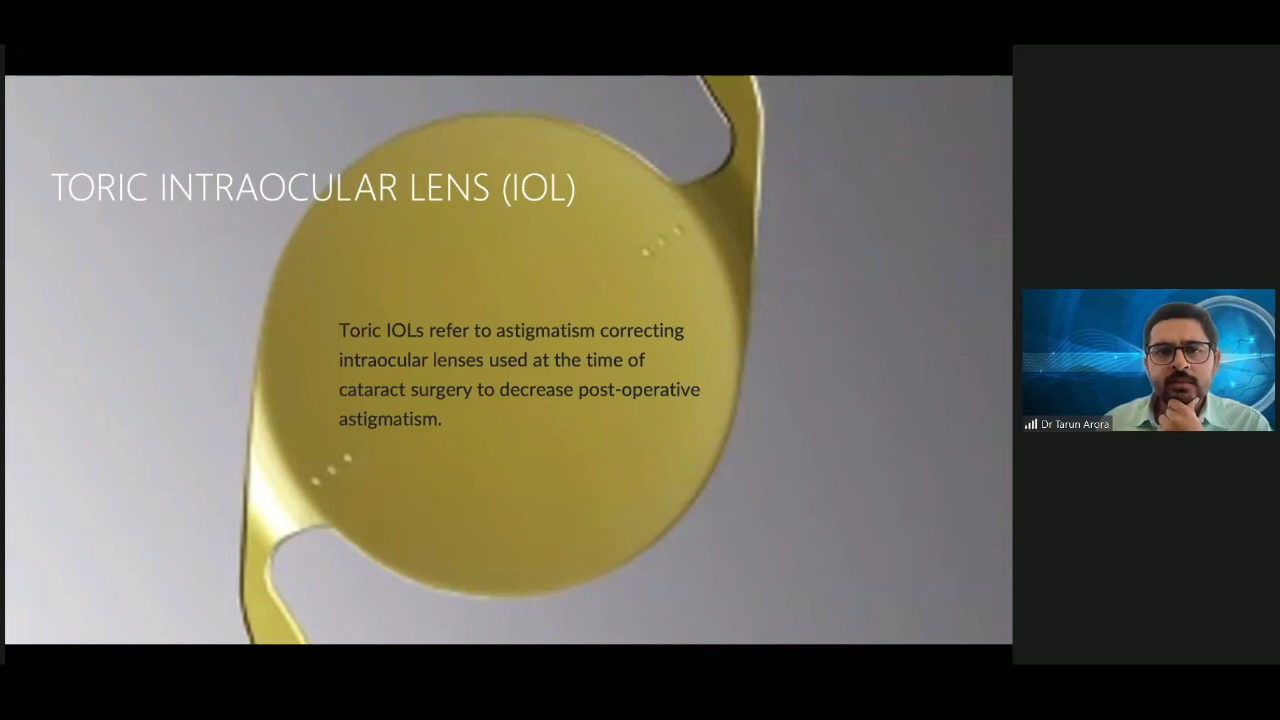 TORIC INTRAOCULAR LENS (IOL)
Toric IOLs refer to astigmatism correcting
intraocular lenses used at the time of
cataract surgery to decrease post-operative
astigmatism.
Dr Tarun Arora